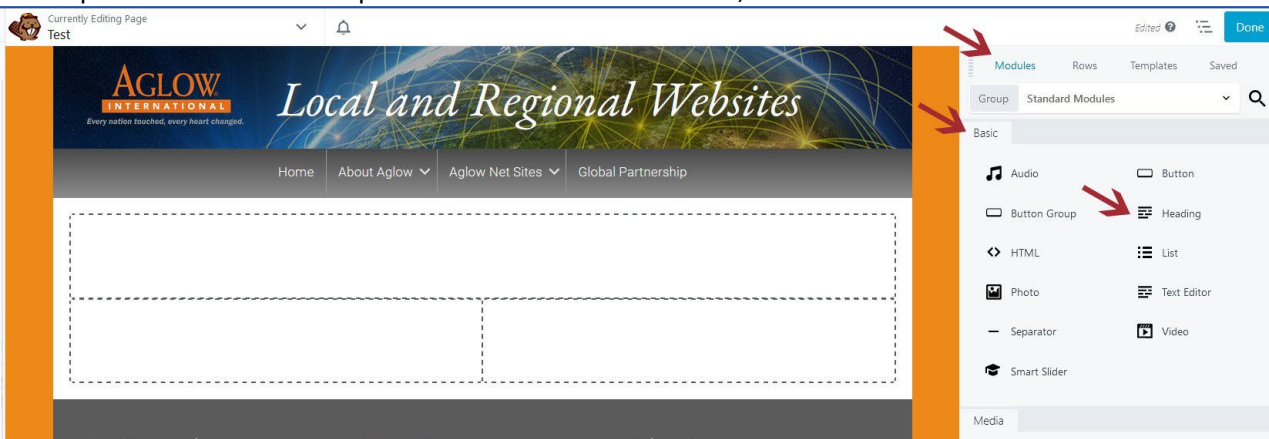 Currently Editing Page
Test
Edited
Done
AGLOW
INTERNATIONAL
Every nation touched, every heart changed.
Local and Regional Websites
Home About Aglow Aglow Net Sites Global Partnership
Modules Rows Templates Saved
Group Standard Modules
Basic
Audio Button
Button Group Heading
HTML List
Photo Text Editor
Separator Video
Smart Slider
Media